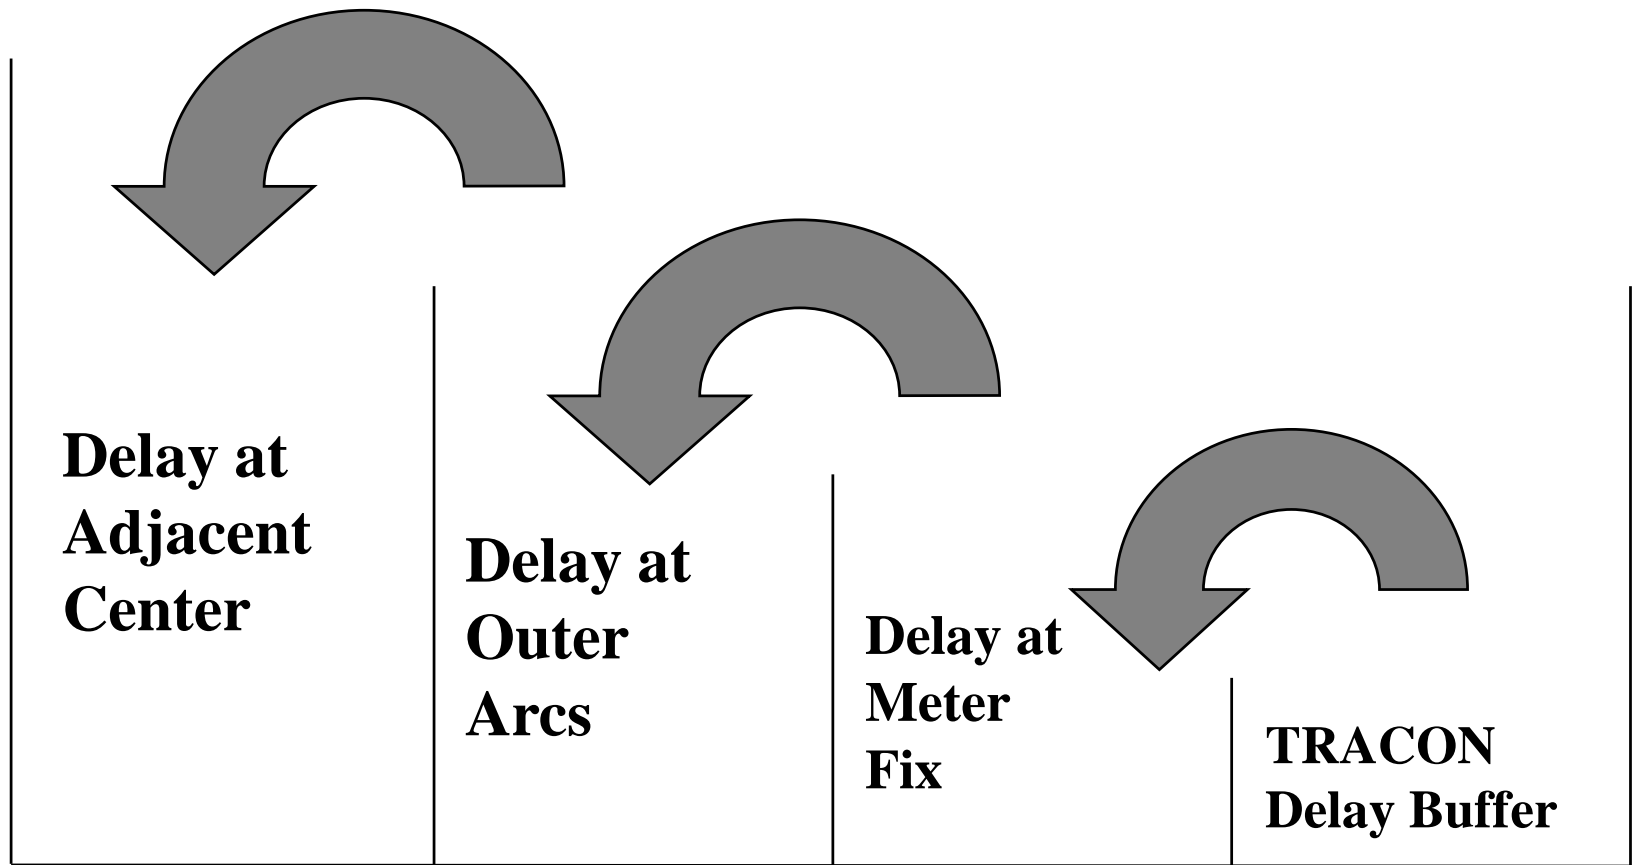 Delay at
Adjacent
Center
Delay at
Outer
Arcs
Delay at
Meter
Fix
TRACON
Delay Buffer